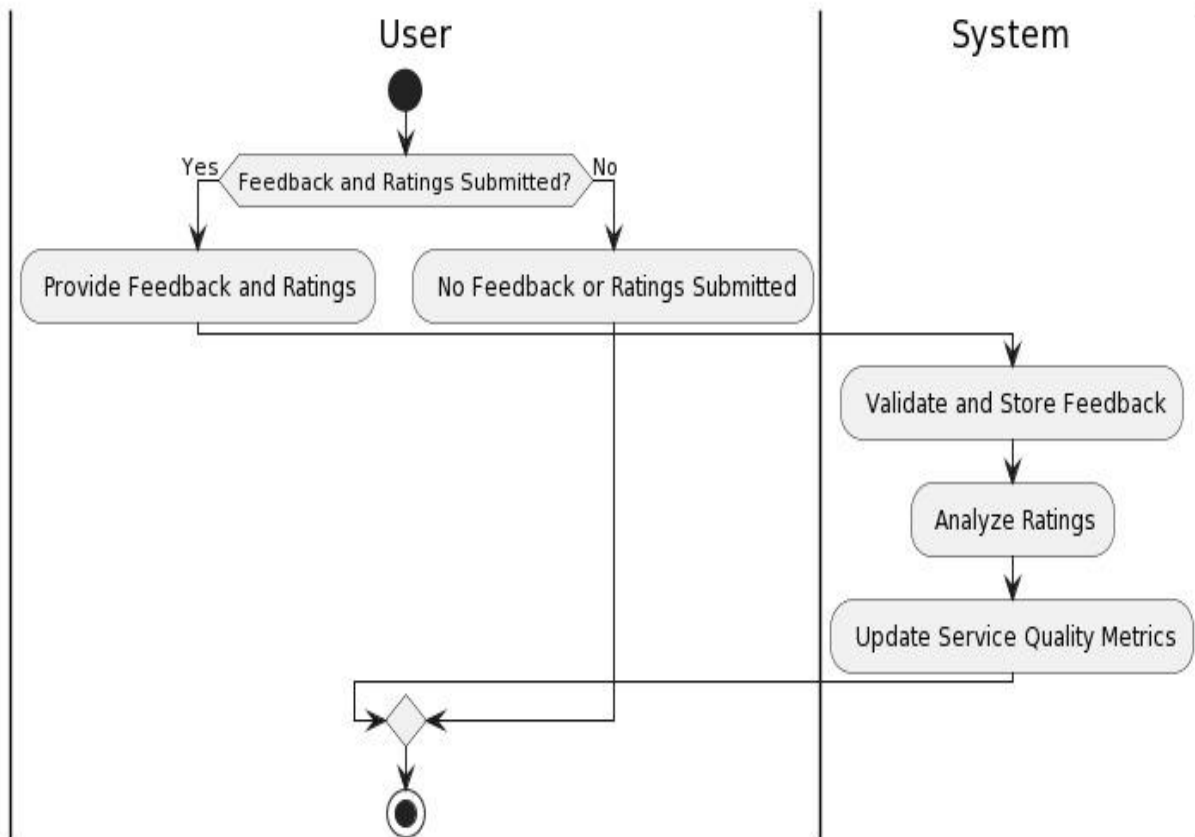 User
System
Yes
Feedback and Ratings Submitted?
No
Provide Feedback and Ratings
No Feedback or Ratings Submitted
Validate and Store Feedback
Analyze Ratings
Update Service Quality Metrics